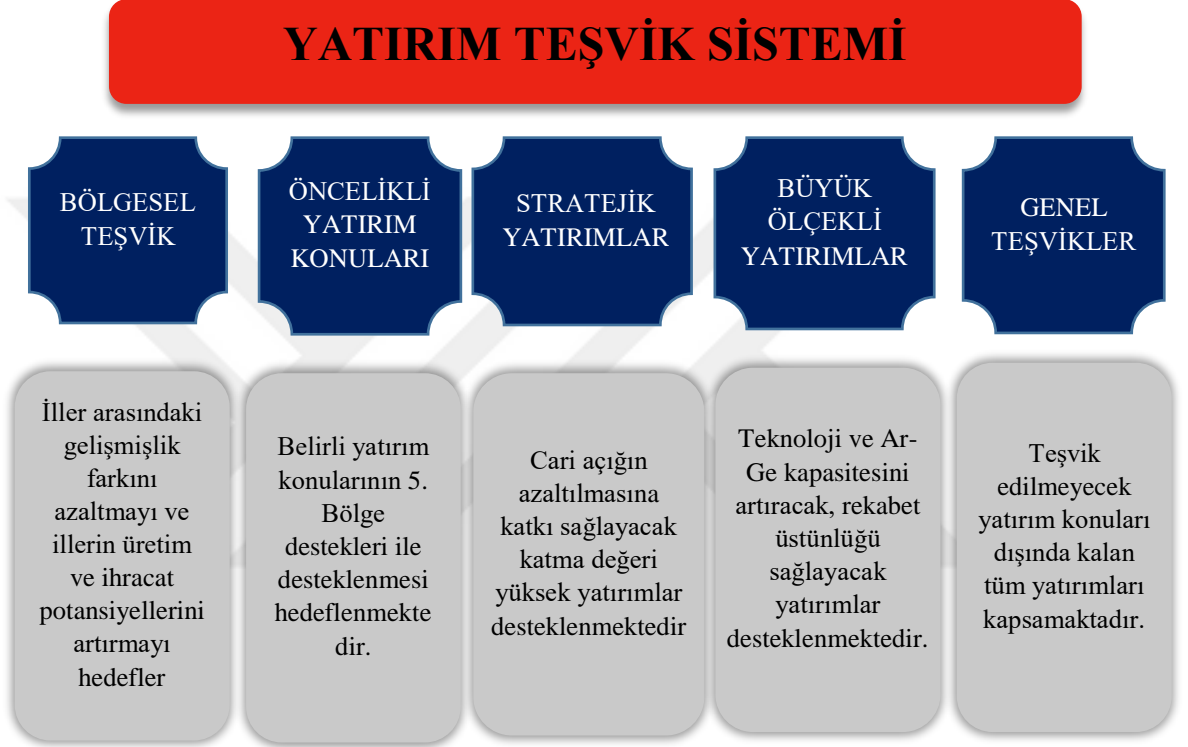 YATIRIM TEŞVİK SİSTEMİ
BÖLGESEL
TEŞVİK
ÖNCELİKLİ
YATIRIM
KONULARI
STRATEJİK
YATIRIMLAR
BÜYÜK
ÖLÇEKLİ
YATIRIMLAR
GENEL
TEŞVİKLER
İller arasındaki
gelişmişlik
farkını
azaltmayı ve
illerin üretim
ve ihracat
potansiyellerini
artırmayı
hedefler
Belirli yatırım
konularının 5.
Bölge
destekleri ile
desteklenmesi
hedeflenmekte
dir.
Cari açığın
azaltılmasına
katkı sağlayacak
katma değeri
yüksek yatırımlar
desteklenmektedir
Teknoloji ve Ar-
Ge kapasitesini
artıracak, rekabet
üstünlüğü
sağlayacak
yatırımlar
desteklenmektedir.
Teşvik
edilmeyecek
yatırım konuları
dışında kalan
tüm yatırımları
kapsamaktadır.